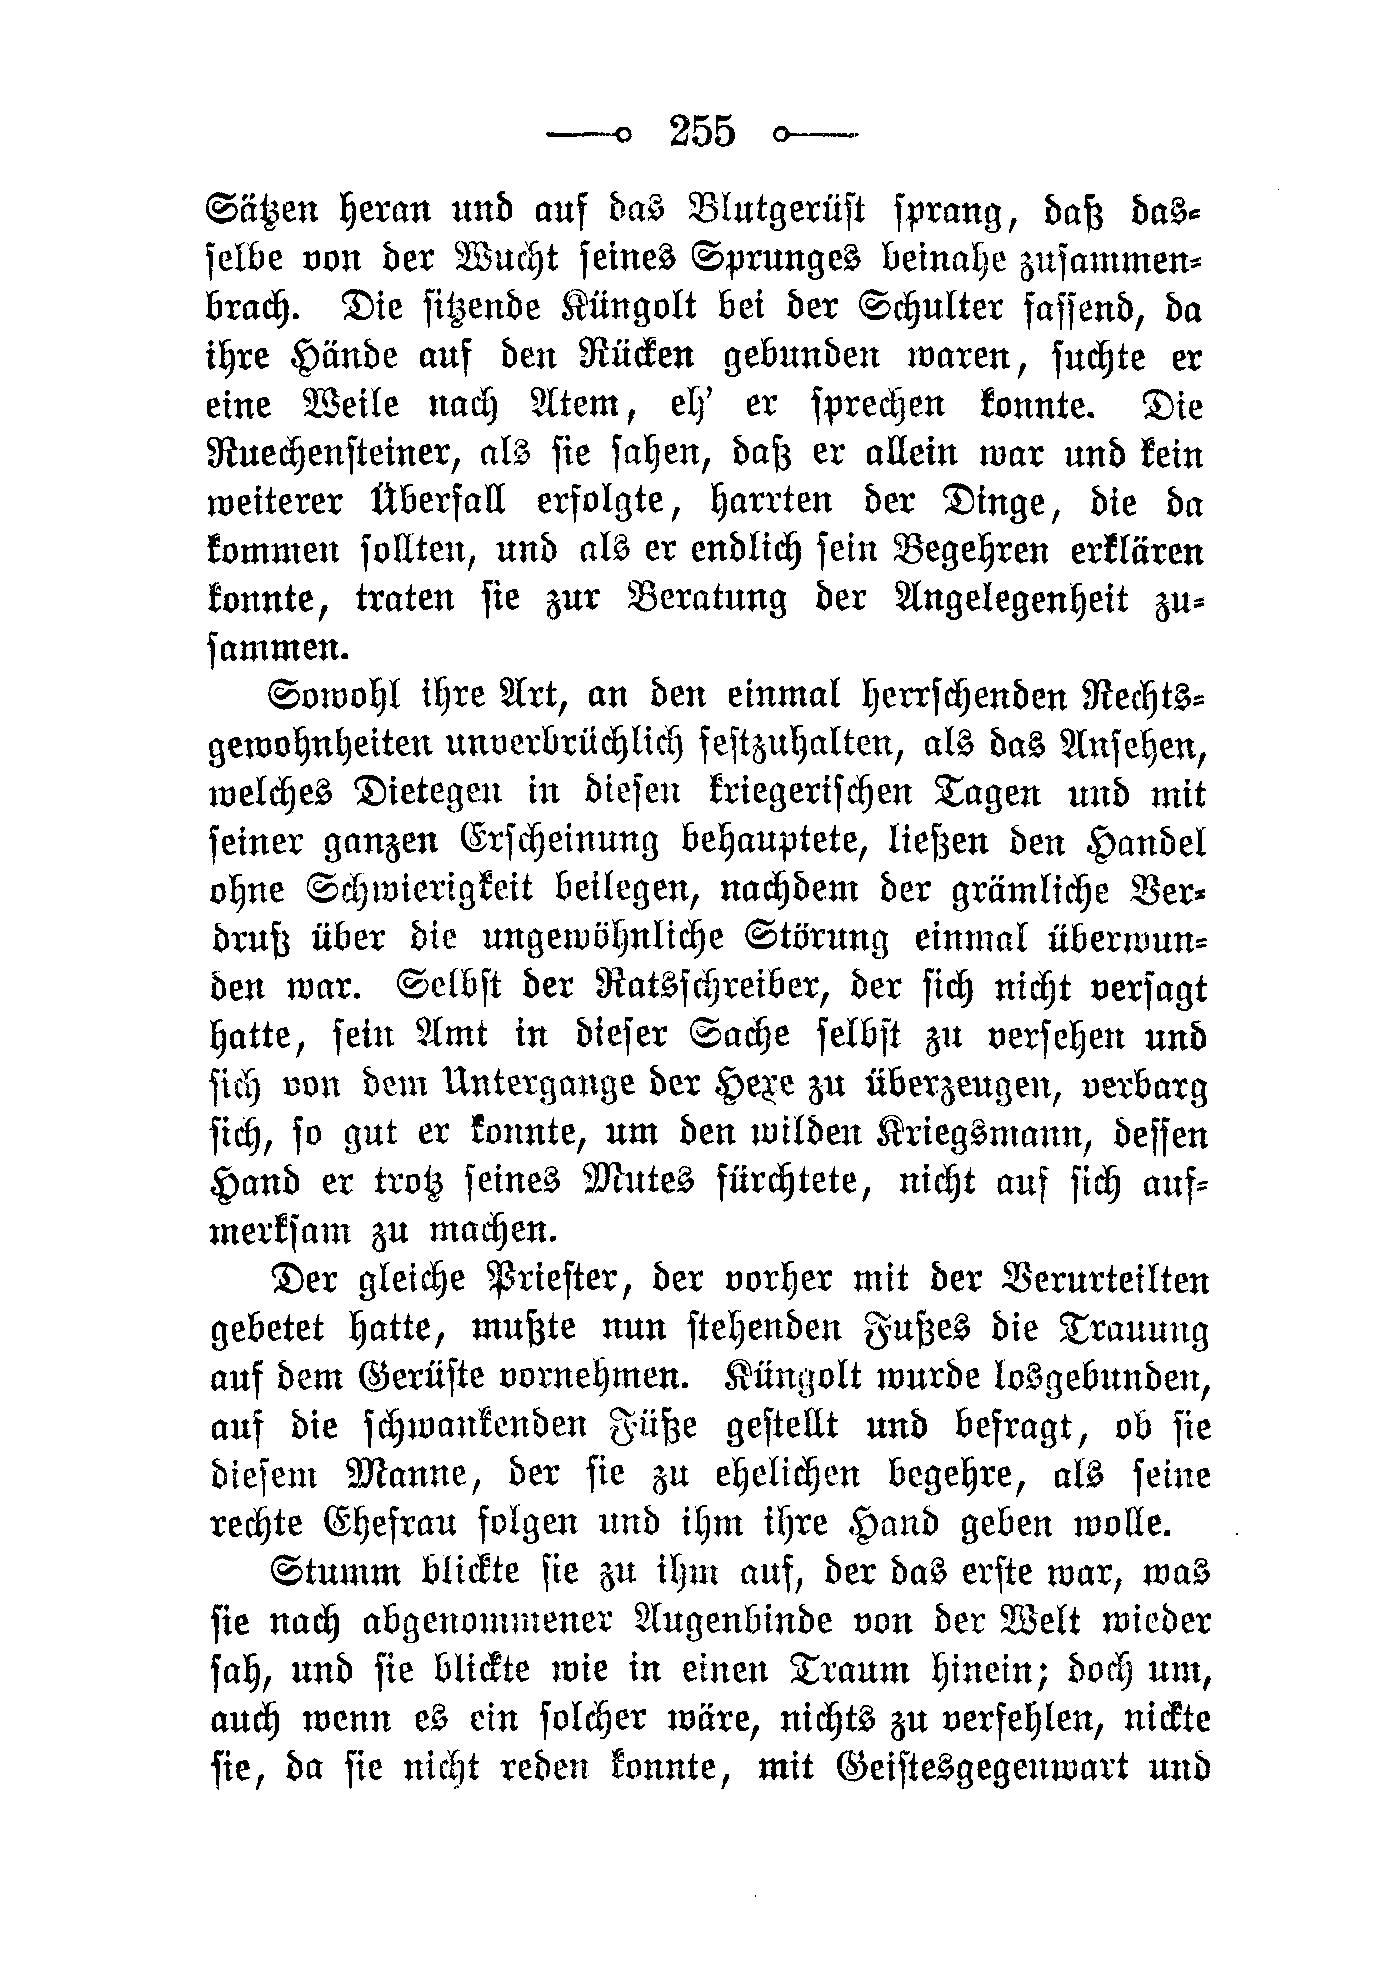 255
Sätzen heran und auf das Blutgerüst sprang, daß das-
selbe von der Wucht seines Sprunges beinahe zusammen-
brach. Die sitzende Küngolt bei der Schulter fassend, da
ihre Hände auf den Rücken gebunden waren, suchte er
eine Weile nach Atem, eh' er sprechen konnte. Die
Ruechensteiner, als sie sahen, daß er allein war und kein
weiterer Überfall erfolgte, harrten der Dinge, die da
kommen sollten, und als er endlich sein Begehren erklären
konnte, traten sie zur Beratung der Angelegenheit zu-
sammen.
Sowohl ihre Art, an den einmal herrschenden Rechts-
gewohnheiten unverbrüchlich festzuhalten, als das Ansehen,
welches Dietegen in diesen kriegerischen Tagen und mit
seiner ganzen Erscheinung behauptete, ließen den Handel
ohne Schwierigkeit beilegen, nachdem der grämliche Ver-
druß über die ungewöhnliche Störung einmal überwun-
den war. Selbst der Ratsschreiber, der sich nicht versagt
hatte, sein Amt in dieser Sache selbst zu versehen und
sich von dem Untergange der Hexe zu überzeugen, verbarg
sich, so gut er konnte, um den wilden Kriegsmann, dessen
Hand er trotz seines Mutes fürchtete, nicht auf sich auf-
merksam zu machen.
Der gleiche Priester, der vorher mit der Verurteilten
gebetet hatte, mußte nun stehenden Fußes die Trauung
auf dem Gerüste vornehmen. Küngolt wurde losgebunden,
auf die schwankenden Füße gestellt und befragt, ob sie
diesem Manne, der sie zu ehelichen begehre, als seine
rechte Ehefrau folgen und ihm ihre Hand geben wolle.
Stumm blickte sie zu ihm auf, der das erste war, was
sie nach abgenommener Augenbinde von der Welt wieder
sah, und sie blickte wie in einen Traum hinein; doch um,
auch wenn es ein solcher wäre, nichts zu verfehlen, nickte
sie, da sie nicht reden konnte, mit Geistesgegenwart und